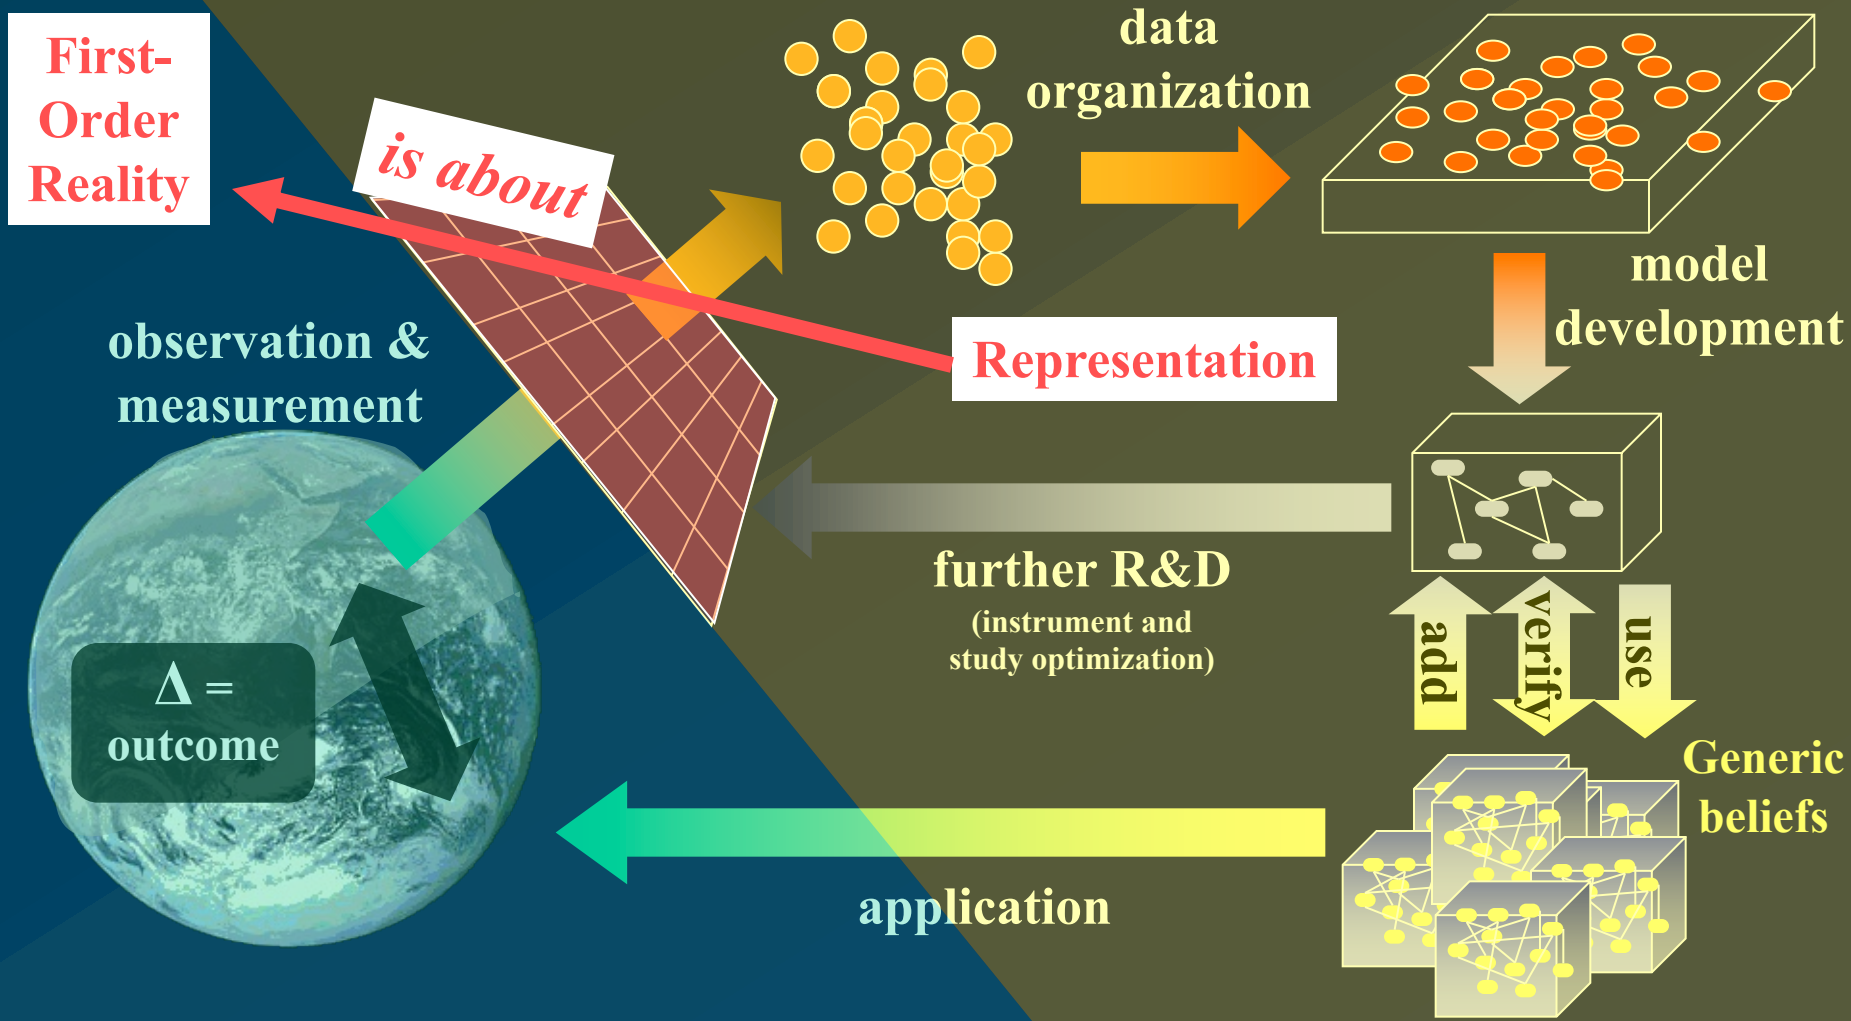 First-
Order
Reality
is about
data
organization
model
development
observation &
measurement
Representation
further R&D
(instrument and
study optimization)
add
verify
use
Δ =
outcome
Generic
beliefs
application